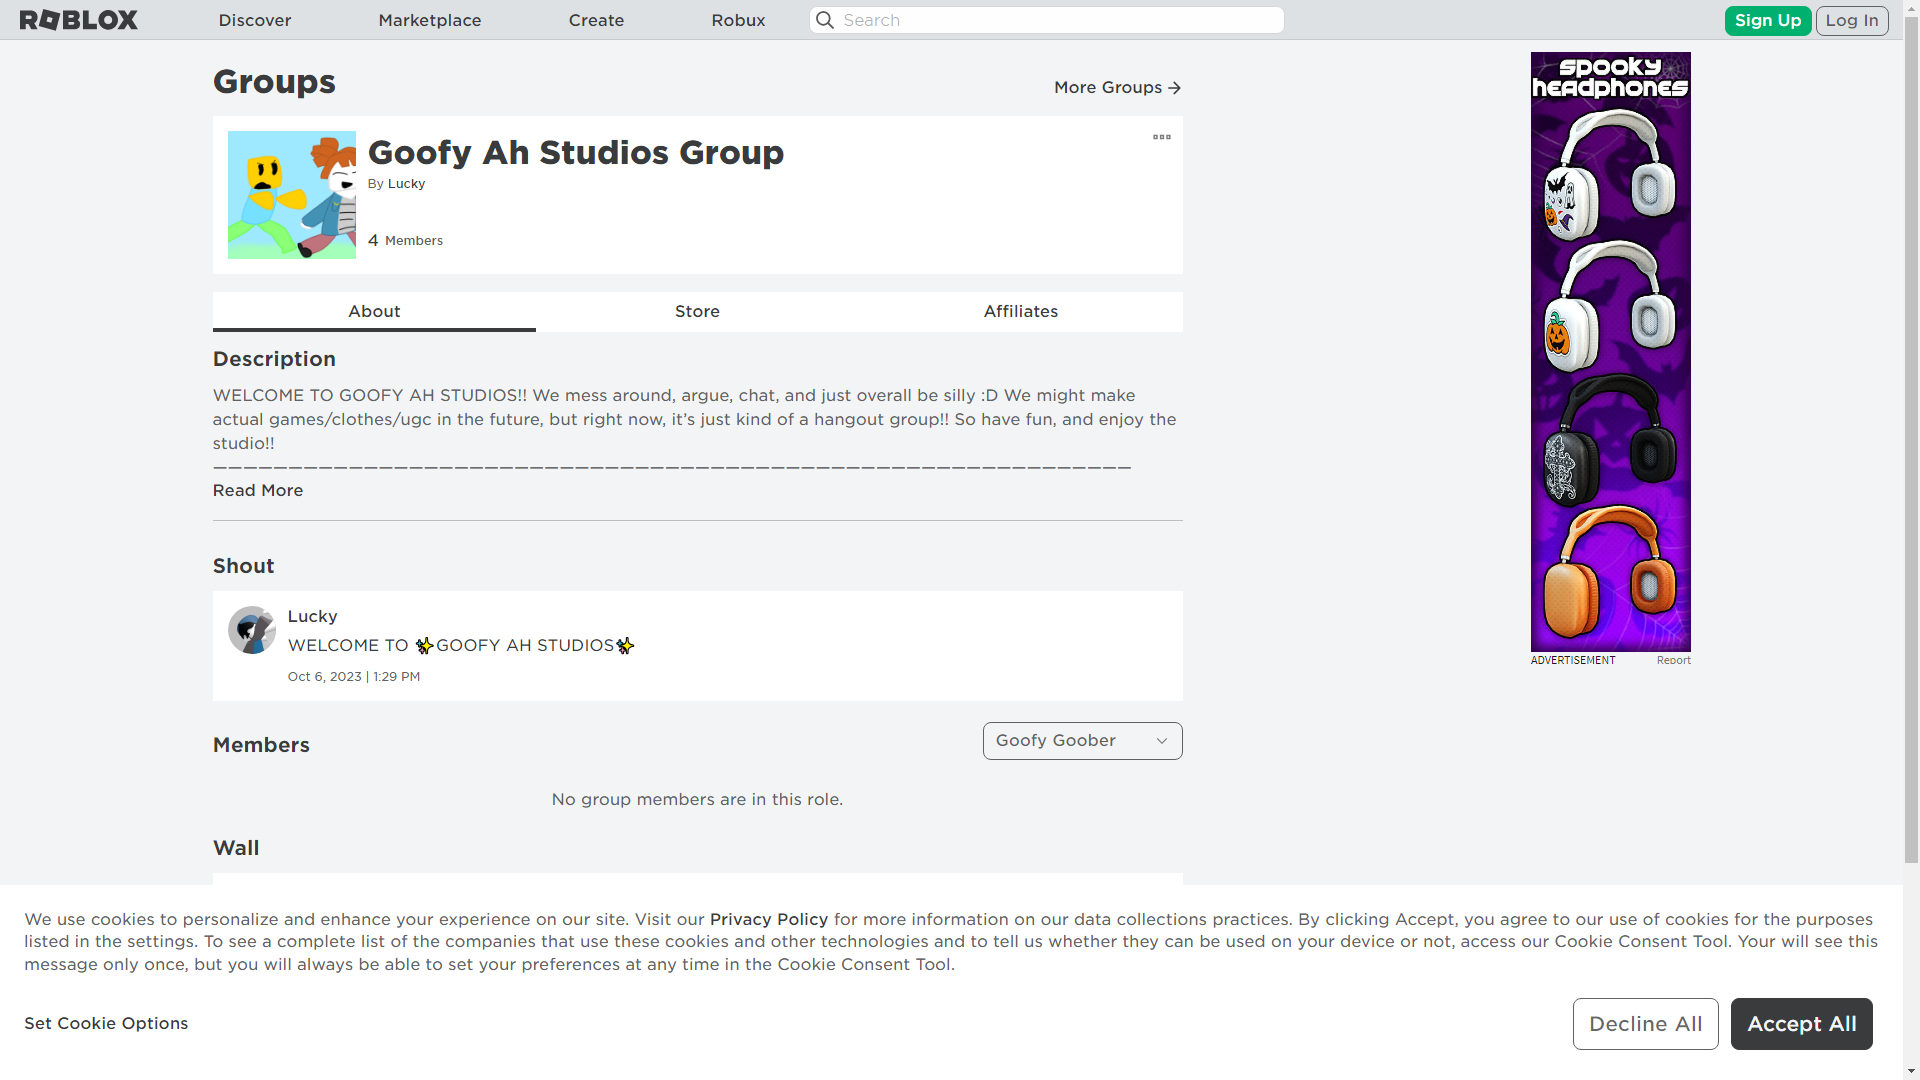 ROBLOX
Discover
Marketplace
Create
Robux
Search
Sign Up
Log In
Groups
More Groups →
Goofy Ah Studios Group
By Lucky
4 Members
About
Store
Affiliates
Description
WELCOME TO GOOFY AH STUDIOS!! We mess around, argue, chat, and just overall be silly :D We might make
actual games/clothes/ugc in the future, but right now, it’s just kind of a hangout group!! So have fun, and enjoy the
studio!!
—————————————————————————————————————————————————————————————
Read More
Shout
Lucky
WELCOME TO ✨GOOFY AH STUDIOS✨
Oct 6, 2023 | 1:29 PM
Members
Goofy Goober
No group members are in this role.
Wall
spooky
headphones
ADVERTISEMENT
Report
We use cookies to personalize and enhance your experience on our site. Visit our Privacy Policy for more information on our data collections practices. By clicking Accept, you agree to our use of cookies for the purposes
listed in the settings. To see a complete list of the companies that use these cookies and other technologies and to tell us whether they can be used on your device or not, access our Cookie Consent Tool. Your will see this
message only once, but you will always be able to set your preferences at any time in the Cookie Consent Tool.
Set Cookie Options
Decline All
Accept All